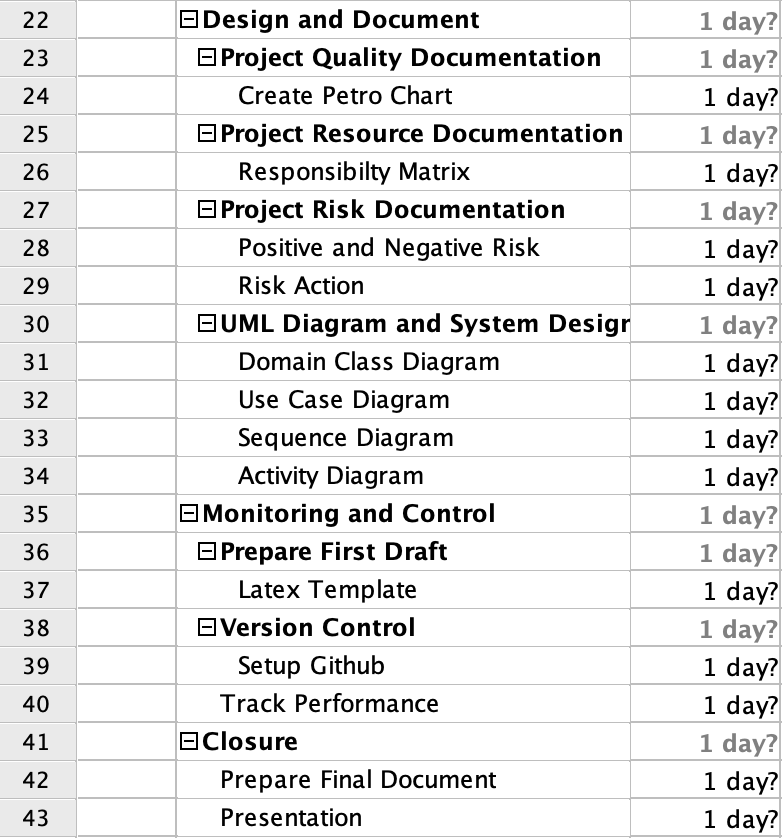 22 Design and Document 1 day?
23 Project Quality Documentation 1 day?
24 Create Petro Chart 1 day?
25 Project Resource Documentation 1 day?
26 Responsibilty Matrix 1 day?
27 Project Risk Documentation 1 day?
28 Positive and Negative Risk 1 day?
29 Risk Action 1 day?
30 UML Diagram and System Desigr 1 day?
31 Domain Class Diagram 1 day?
32 Use Case Diagram 1 day?
33 Sequence Diagram 1 day?
34 Activity Diagram 1 day?
35 Monitoring and Control 1 day?
36 Prepare First Draft 1 day?
37 Latex Template 1 day?
38 Version Control 1 day?
39 Setup Github 1 day?
40 Track Performance 1 day?
41 Closure 1 day?
42 Prepare Final Document 1 day?
43 Presentation 1 day?